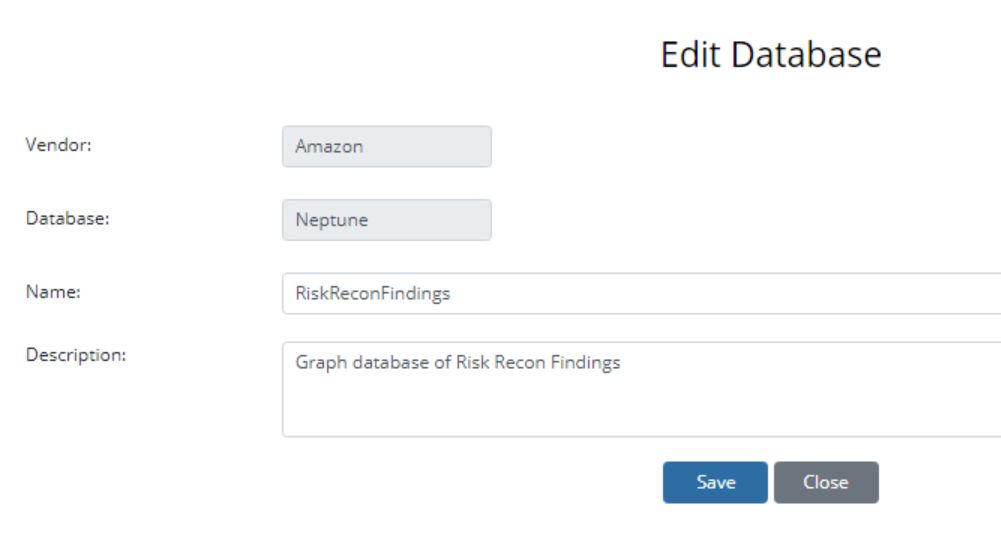 Edit Database
Vendor: Amazon
Database: Neptune
Name: RiskReconFindings
Description: Graph database of Risk Recon Findings
Save Close